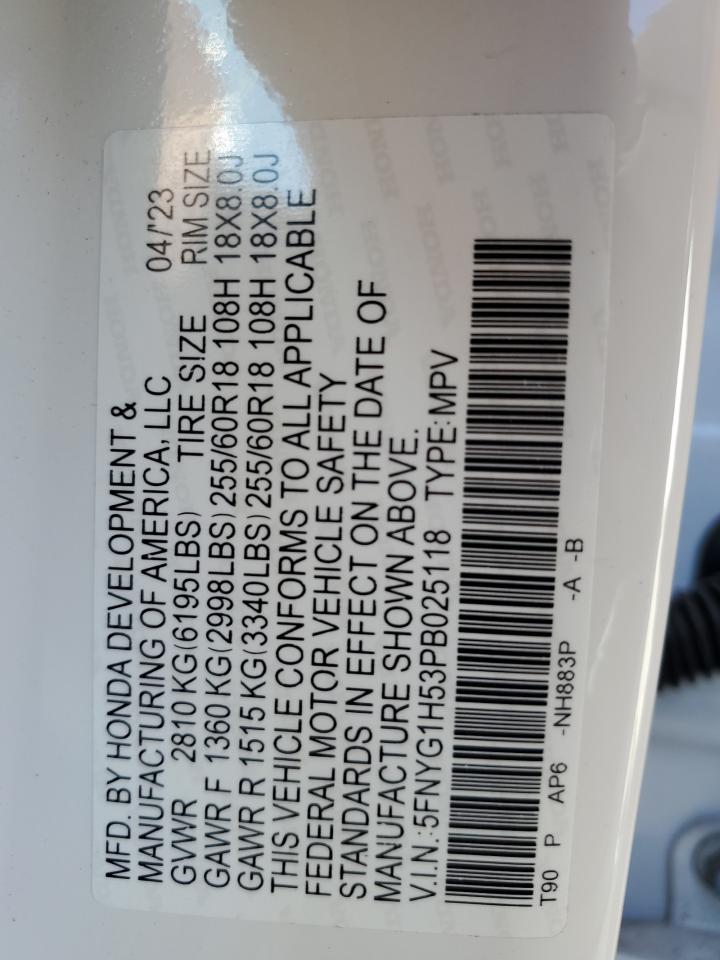 MFD. BY HONDA DEVELOPMENT &
MANUFACTURING OF AMERICA, LLC 04/'23
GVWR 2810 KG(6195LBS) TIRE SIZE RIM SIZE
GAWR F 1360 KG(2998LBS) 255/60R18 108H 18X8.0J
GAWR R 1515 KG(3340LBS) 255/60R18 108H 18X8.0J
THIS VEHICLE CONFORMS TO ALL APPLICABLE
FEDERAL MOTOR VEHICLE SAFETY
STANDARDS IN EFFECT ON THE DATE OF
MANUFACTURE SHOWN ABOVE.
V.I.N.:5FNYG1H53PB025118 TYPE:MPV
T90 P AP6 -NH883P -A -B